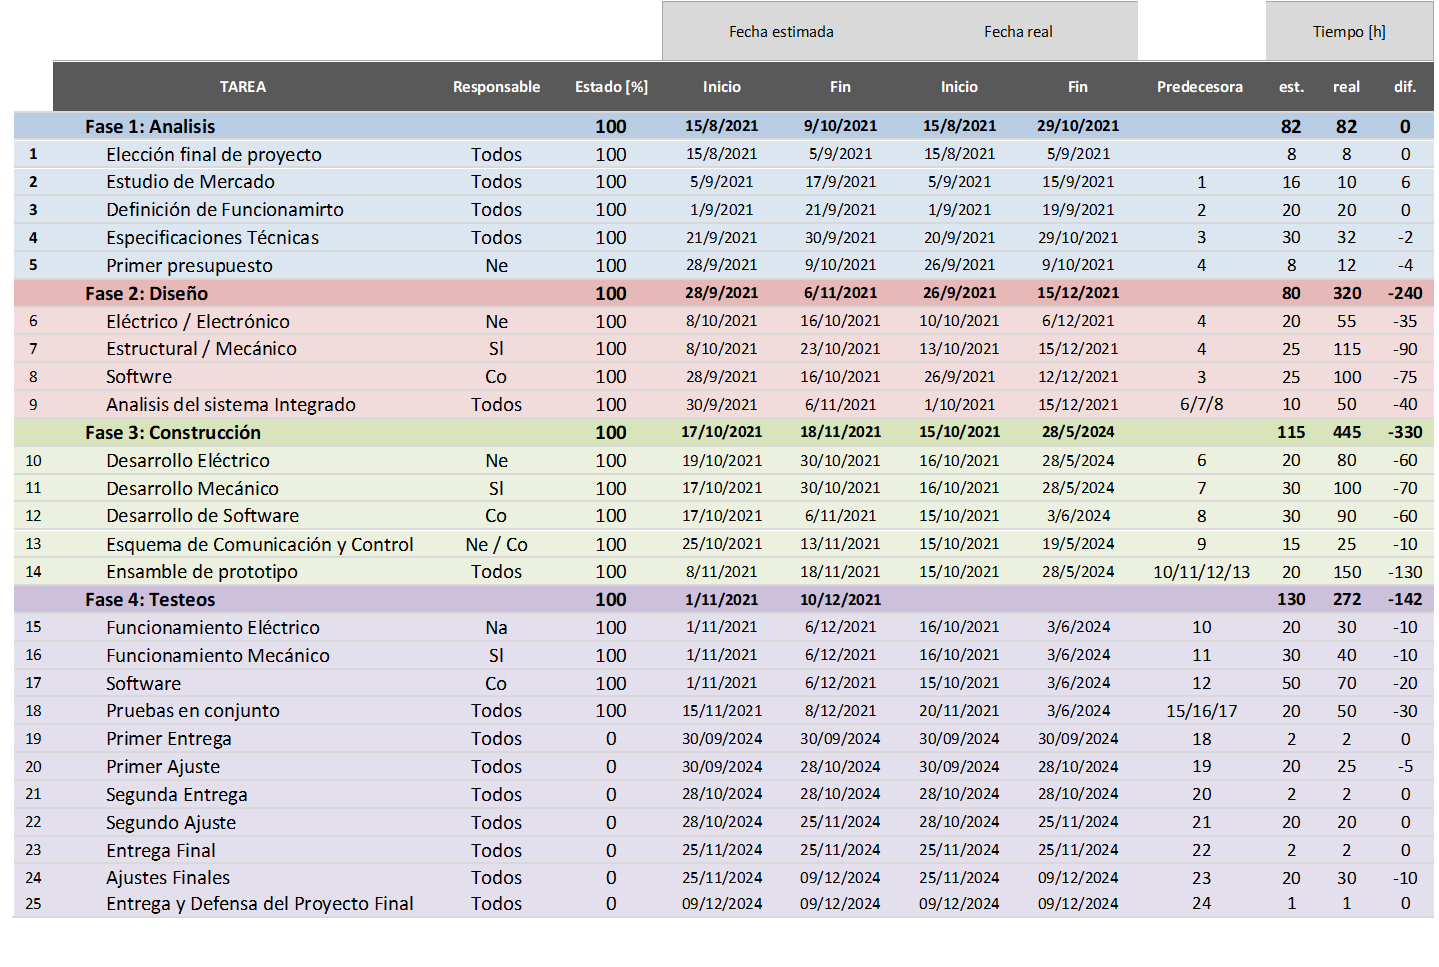 Fecha estimada Fecha real Tiempo [h]
TAREA Responsable Estado [%] Inicio Fin Inicio Fin Predecesora est. real dif.
Fase 1: Analisis 100 15/8/2021 9/10/2021 15/8/2021 29/10/2021 82 82 0
1 Elección final de proyecto Todos 100 15/8/2021 5/9/2021 15/8/2021 5/9/2021 8 8 0
2 Estudio de Mercado Todos 100 5/9/2021 17/9/2021 5/9/2021 15/9/2021 1 16 10 6
3 Definición de Funcionamirto Todos 100 1/9/2021 21/9/2021 1/9/2021 19/9/2021 2 20 20 0
4 Especificaciones Técnicas Todos 100 21/9/2021 30/9/2021 20/9/2021 29/10/2021 3 30 32 -2
5 Primer presupuesto Ne 100 28/9/2021 9/10/2021 26/9/2021 9/10/2021 4 8 12 -4
Fase 2: Diseño 100 28/9/2021 6/11/2021 26/9/2021 15/12/2021 80 320 -240
6 Eléctrico / Electrónico Ne 100 8/10/2021 16/10/2021 10/10/2021 6/12/2021 4 20 55 -35
7 Estructural / Mecánico Sl 100 8/10/2021 23/10/2021 13/10/2021 15/12/2021 4 25 115 -90
8 Softwre Co 100 28/9/2021 16/10/2021 26/9/2021 12/12/2021 3 25 100 -75
9 Analisis del sistema Integrado Todos 100 30/9/2021 6/11/2021 1/10/2021 15/12/2021 6/7/8 10 50 -40
Fase 3: Construcción 100 17/10/2021 18/11/2021 15/10/2021 28/5/2024 115 445 -330
10 Desarrollo Eléctrico Ne 100 19/10/2021 30/10/2021 16/10/2021 28/5/2024 6 20 80 -60
11 Desarrollo Mecánico Sl 100 17/10/2021 30/10/2021 16/10/2021 28/5/2024 7 30 100 -70
12 Desarrollo de Software Co 100 17/10/2021 6/11/2021 15/10/2021 3/6/2024 8 30 90 -60
13 Esquema de Comunicación y Control Ne / Co 100 25/10/2021 13/11/2021 15/10/2021 19/5/2024 9 15 25 -10
14 Ensamble de prototipo Todos 100 8/11/2021 18/11/2021 15/10/2021 28/5/2024 10/11/12/13 20 150 -130
Fase 4: Testeos 100 1/11/2021 10/12/2021 130 272 -142
15 Funcionamiento Eléctrico Na 100 1/11/2021 6/12/2021 16/10/2021 3/6/2024 10 20 30 -10
16 Funcionamiento Mecánico Sl 100 1/11/2021 6/12/2021 16/10/2021 3/6/2024 11 30 40 -10
17 Software Co 100 1/11/2021 6/12/2021 15/10/2021 3/6/2024 12 50 70 -20
18 Pruebas en conjunto Todos 100 15/11/2021 8/12/2021 20/11/2021 3/6/2024 15/16/17 20 50 -30
19 Primer Entrega Todos 0 30/09/2024 30/09/2024 30/09/2024 30/09/2024 18 2 2 0
20 Primer Ajuste Todos 0 30/09/2024 28/10/2024 30/09/2024 28/10/2024 19 20 25 -5
21 Segunda Entrega Todos 0 28/10/2024 28/10/2024 28/10/2024 28/10/2024 20 2 2 0
22 Segundo Ajuste Todos 0 28/10/2024 25/11/2024 28/10/2024 25/11/2024 21 20 20 0
23 Entrega Final Todos 0 25/11/2024 25/11/2024 25/11/2024 25/11/2024 22 2 2 0
24 Ajustes Finales Todos 0 25/11/2024 09/12/2024 25/11/2024 09/12/2024 23 20 30 -10
25 Entrega y Defensa del Proyecto Final Todos 0 09/12/2024 09/12/2024 09/12/2024 09/12/2024 24 1 1 0